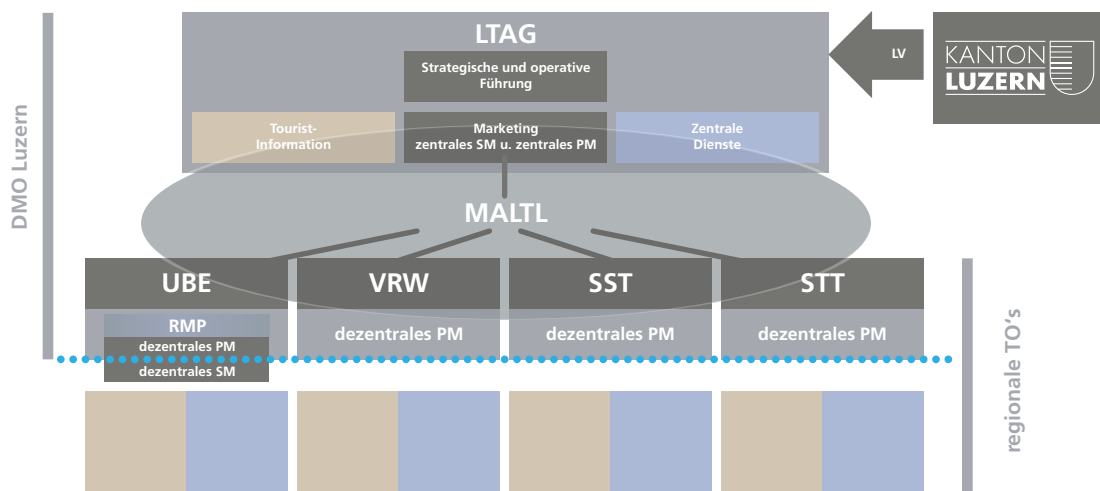 LTAG
Strategische und operative
Führung
LV
KANTON
LUZERN
DMO Luzern
Tourist-
Information
Marketing
zentrales SM u. zentrales PM
Zentrale
Dienste
MALTL
UBE
VRW
SST
STT
RMP
dezentrales PM
dezentrales SM
dezentrales PM
dezentrales PM
dezentrales PM
regionale TO‘s